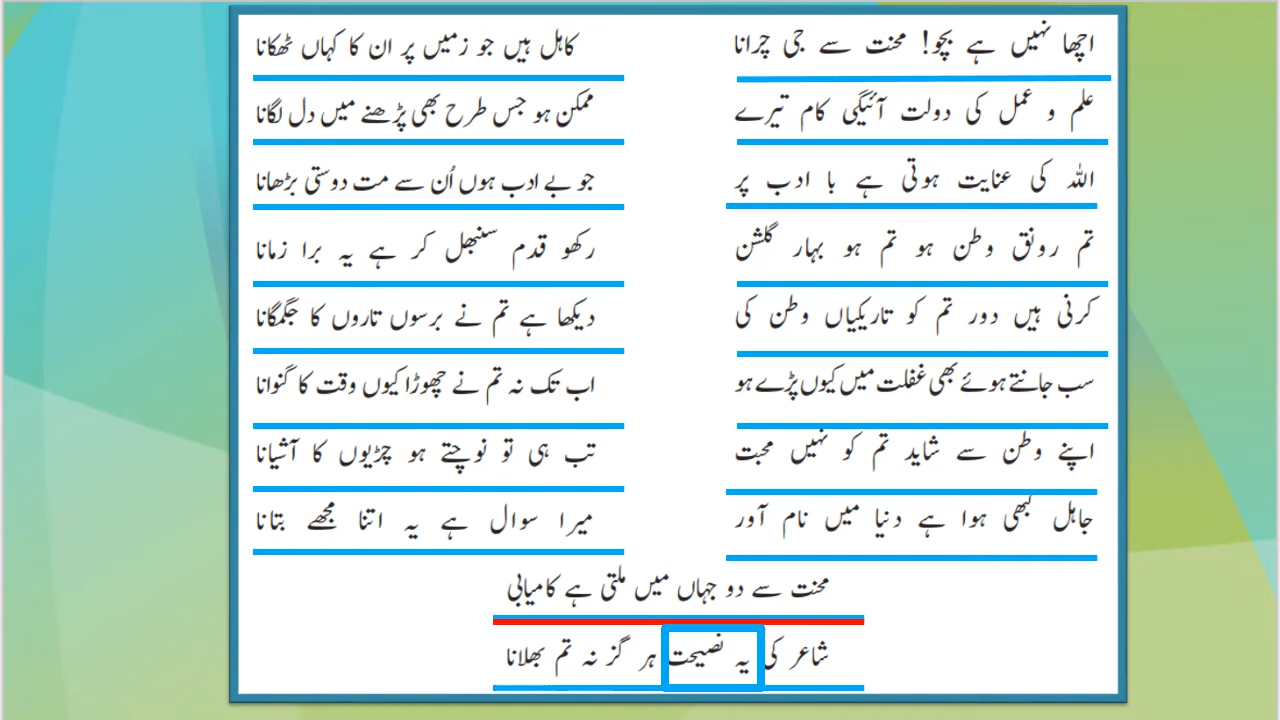 اچھا نہیں ہے بچو! محنت سے جی چرانا
کاہل ہیں جو زمیں پر ان کا کہاں ٹھکانا
علم و عمل کی دولت آئیگی کام تیرے
ممکن ہو جس طرح بھی پڑھنے میں دل لگانا
اللہ کی عنایت ہوتی ہے با ادب پر
جو بے ادب ہوں اُن سے مت دوستی بڑھانا
تم رونق وطن ہو تم ہو بہار گلشن
رکھو قدم سنبھل کر ہے یہ برا زمانا
کرنی ہیں دور تم کو تاریکیاں وطن کی
دیکھا ہے تم نے برسوں تاروں کا جگمگانا
سب جانتے ہوئے بھی غفلت میں کیوں پڑے ہو
اب تک نہ تم نے چھوڑا کیوں وقت کا گنوانا
اپنے وطن سے شاید تم کو نہیں محبت
تب ہی تو نوچتے ہو چڑیوں کا آشیانا
جاہل کبھی ہوا ہے دنیا میں نام آور
میرا سوال ہے یہ اتنا مجھے بتانا
محنت سے دو جہاں میں ملتی ہے کامیابی
شاعر کی یہ نصیحت ہر گز نہ تم بھلانا